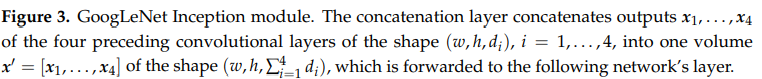 Figure 3. GoogLeNet Inception module. The concatenation layer concatenates outputs x₁, . . . , x₄
of the four preceding convolutional layers of the shape (w, h, dᵢ), i = 1, . . . , 4, into one volume
x′ = [x₁, . . . , x₄] of the shape (w, h, ∑⁴ᵢ₌₁ dᵢ), which is forwarded to the following network's layer.